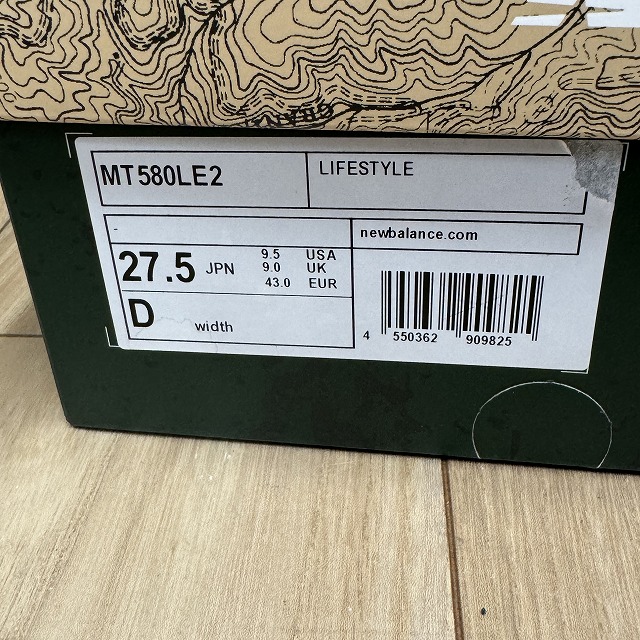 MT580LE2
LIFESTYLE
-
newbalance.com
27.5 JPN
9.5 USA
9.0 UK
43.0 EUR
D width
4 550362 909825